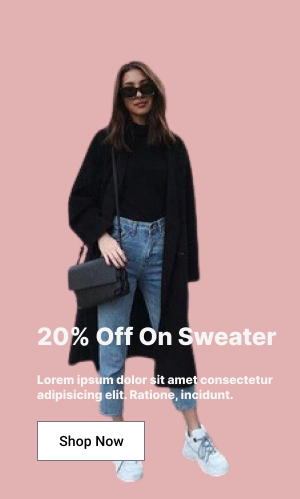 20% Off On Sweater
Lorem ipsum dolor sit amet consectetur
adipisicing elit. Ratione, incidunt.
Shop Now